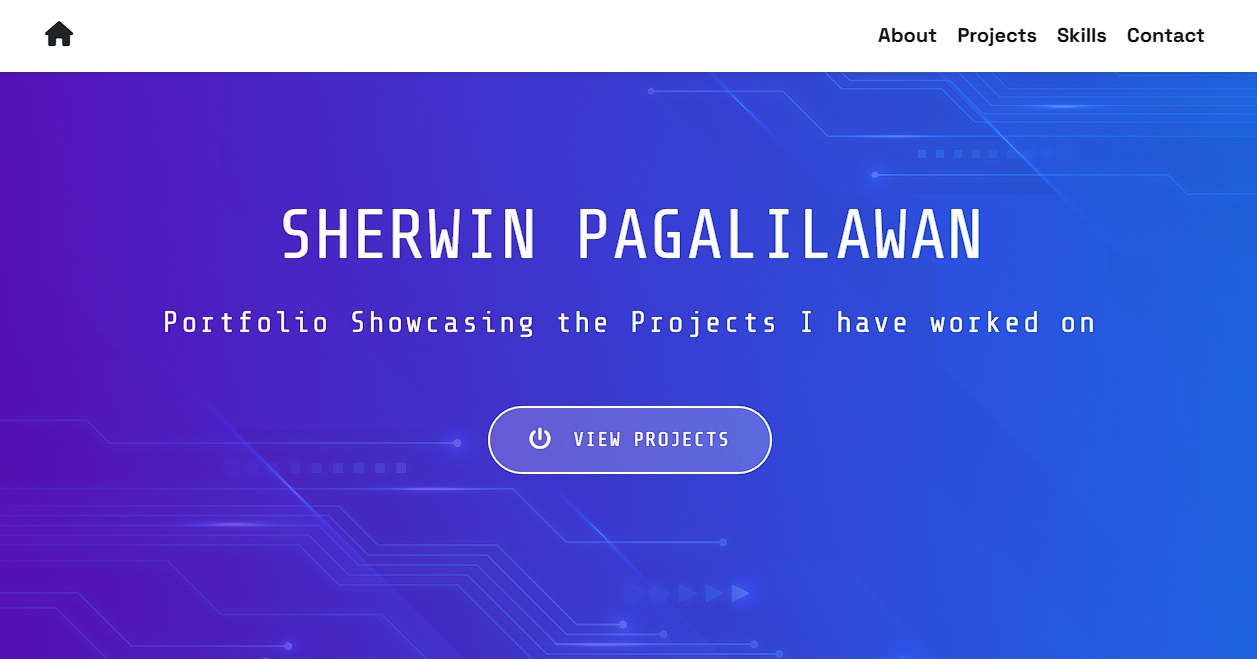 About Projects Skills Contact
SHERWIN PAGALILAWAN
Portfolio Showcasing the Projects I have worked on
VIEW PROJECTS